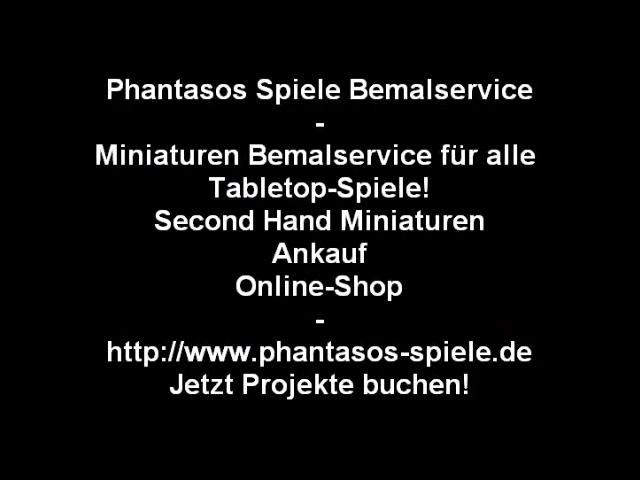 Phantasos Spiele Bemalservice
-
Miniaturen Bemalservice für alle
Tabletop-Spiele!
Second Hand Miniaturen
Ankauf
Online-Shop
-
http://www.phantasos-spiele.de
Jetzt Projekte buchen!